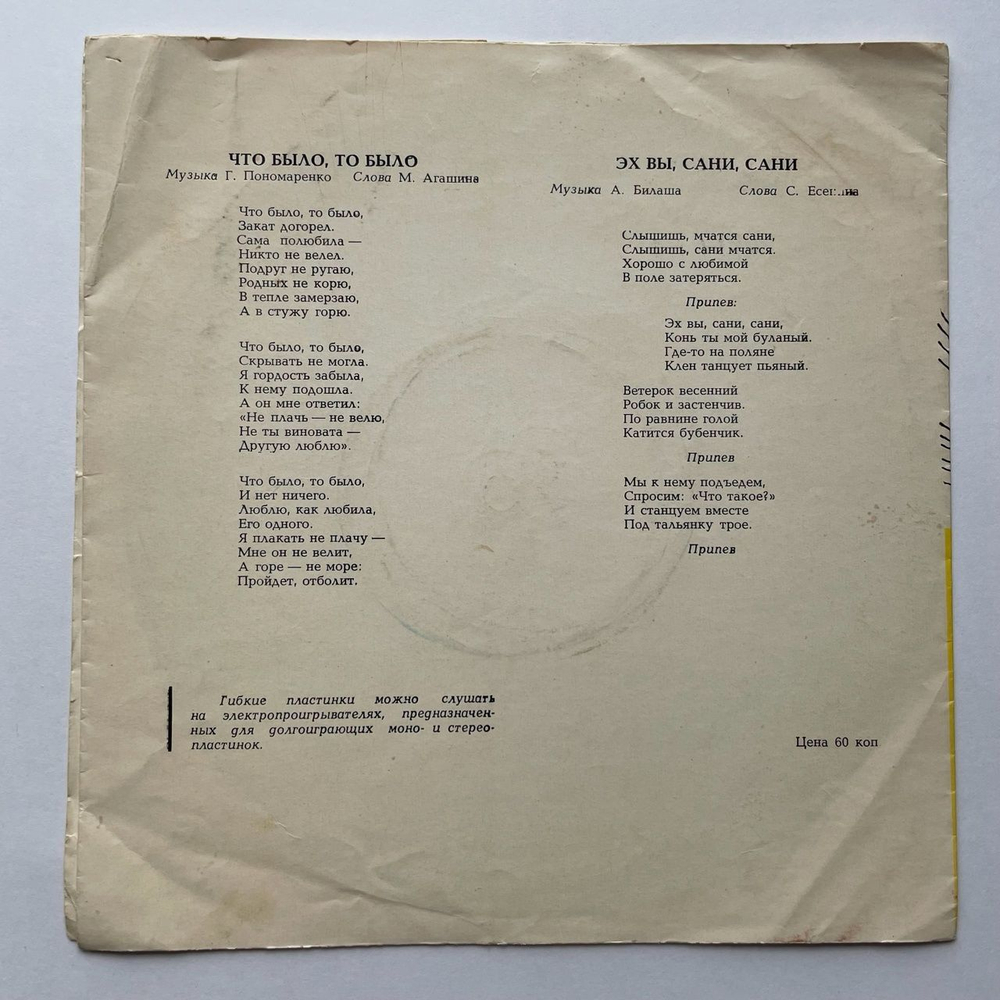 ЧТО БЫЛО, ТО БЫЛО
Музыка Г. Пономаренко Слова М. Агашина
Что было, то было,
Закат догорел.
Сама полюбила —
Никто не велел.
Подруг не ругаю,
Родных не корю,
В тепле замерзаю,
А в стужу горю.
Что было, то было,
Скрывать не могла.
Я гордость забыла,
К нему подошла.
А он мне ответил:
«Не плачь — не велю,
Не ты виновата —
Другую люблю».
Что было, то было,
И нет ничего.
Люблю, как любила,
Его одного.
Я плакать не плачу —
Мне он не велит,
А горе — не море:
Пройдет, отболит.
Гибкие пластинки можно слушать
на электропроигрывателях, предназначен-
ных для долгоиграющих моно- и стерео-
пластинок.
ЭХ ВЫ, САНИ, САНИ
Музыка А. Билаша Слова С. Есенина
Слышишь, мчатся сани,
Слышишь, сани мчатся.
Хорошо с любимой
В поле затеряться.
Припев:
Эх вы, сани, сани,
Конь ты мой буланый.
Где-то на поляне
Клен танцует пьяный.
Ветерок весенний
Робок и застенчив.
По равнине голой
Катится бубенчик.
Припев
Мы к нему подъедем,
Спросим: «Что такое?»
И станцуем вместе
Под тальянку трое.
Припев
Цена 60 коп